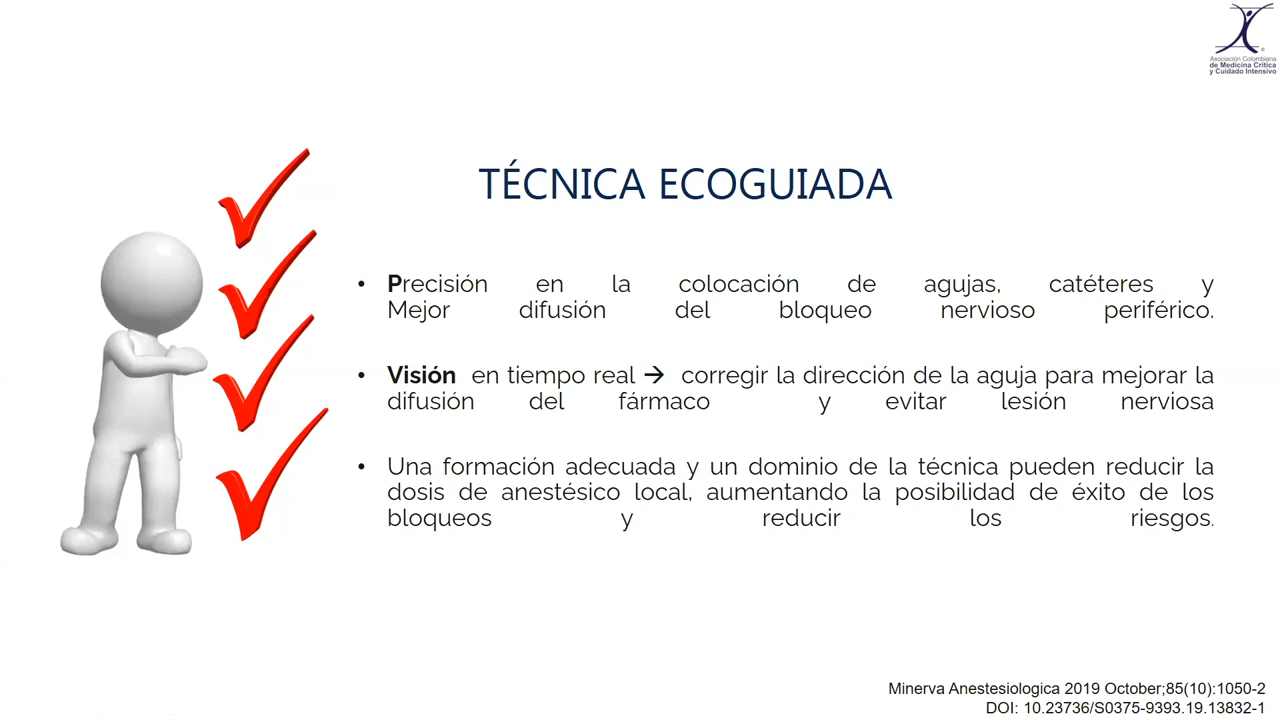 Asociación Colombiana
de Medicina Crítica
y Cuidado Intensivo
TÉCNICA ECOGUIADA
• Precisión en la colocación de agujas, catéteres y
Mejor difusión del bloqueo nervioso periférico.
• Visión en tiempo real → corregir la dirección de la aguja para mejorar la
difusión del fármaco y evitar lesión nerviosa
• Una formación adecuada y un dominio de la técnica pueden reducir la
dosis de anestésico local, aumentando la posibilidad de éxito de los
bloqueos y reducir los riesgos.
Minerva Anestesiologica 2019 October;85(10):1050-2
DOI: 10.23736/S0375-9393.19.13832-1